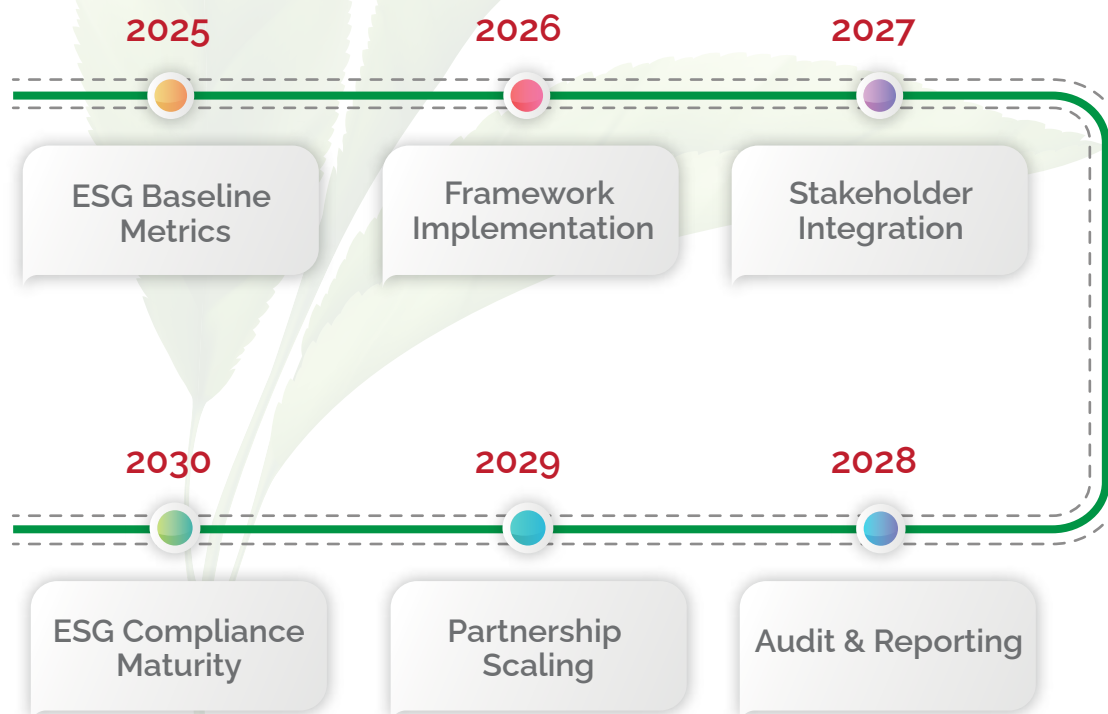 2025
2026
2027
ESG Baseline
Metrics
Framework
Implementation
Stakeholder
Integration
2030
2029
2028
ESG Compliance
Maturity
Partnership
Scaling
Audit & Reporting